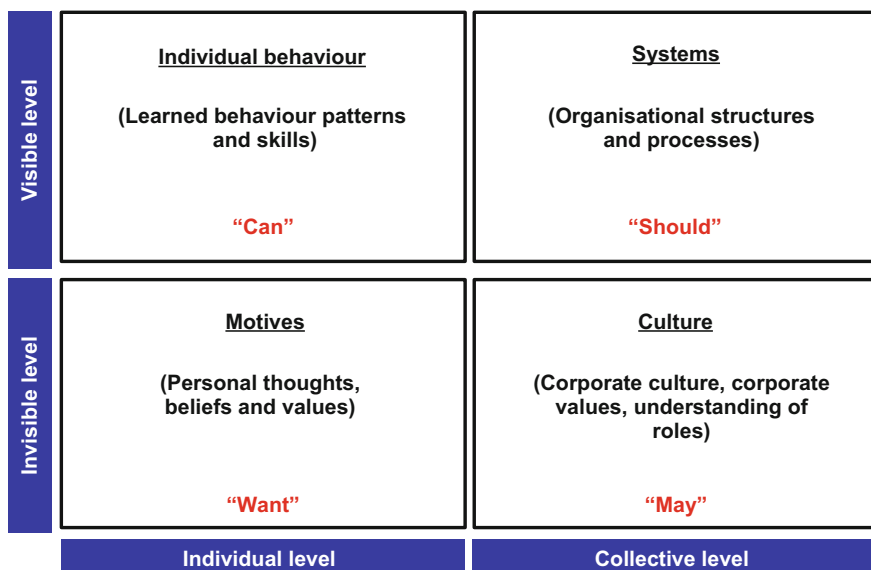 Visible level
Individual behaviour
(Learned behaviour patterns
and skills)
“Can”
Systems
(Organisational structures
and processes)
“Should”
Invisible level
Motives
(Personal thoughts,
beliefs and values)
“Want”
Culture
(Corporate culture, corporate
values, understanding of
roles)
“May”
Individual level
Collective level